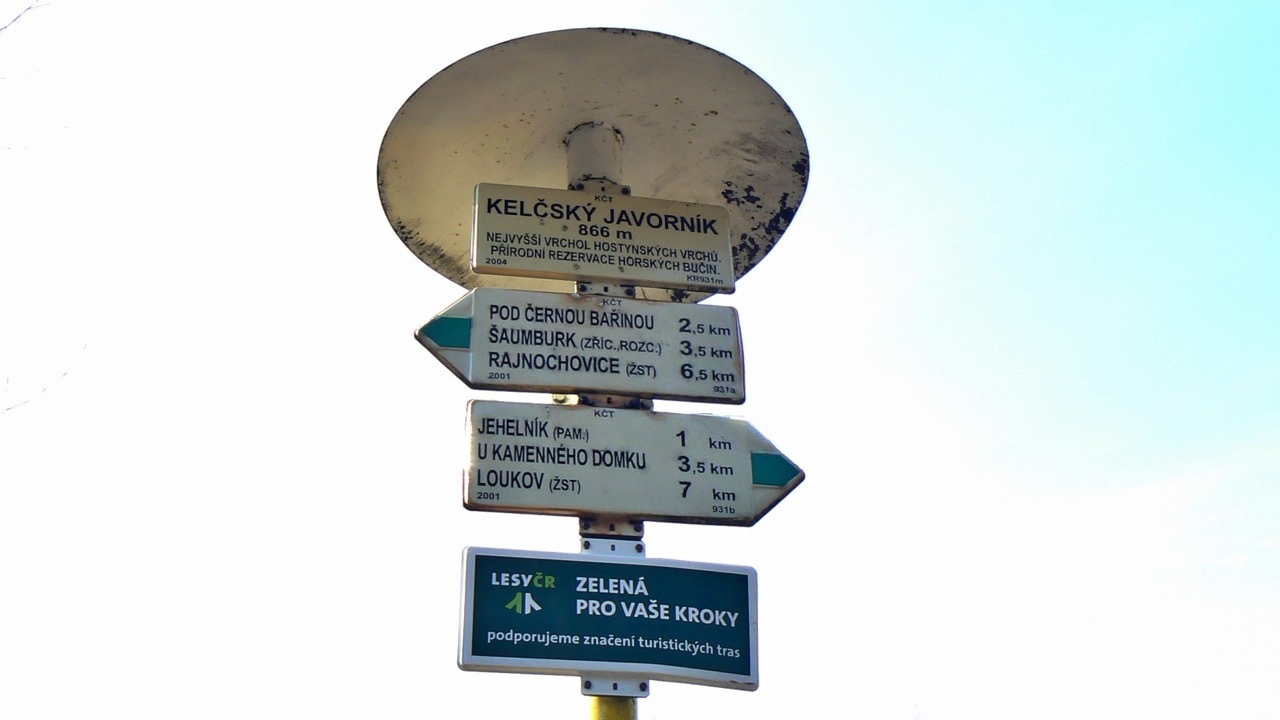 KČT
KELČSKÝ JAVORNÍK
866 m
NEJVYŠŠÍ VRCHOL HOSTYNSKÝCH VRCHŮ.
PŘÍRODNÍ REZERVACE HORSKÝCH BUČIN.
2004 KR931m
KČT
POD ČERNOU BAŘINOU 2,5 km
ŠAUMBURK (ZŘÍC.,ROZC.) 3,5 km
RAJNOCHOVICE (ŽST) 6,5 km
2001 931a
KČT
JEHELNÍK (PAM.) 1 km
U KAMENNÉHO DOMKU 3,5 km
LOUKOV (ŽST) 7 km
2001 931b
LESYČR
ZELENÁ
PRO VAŠE KROKY
podporujeme značení turistických tras